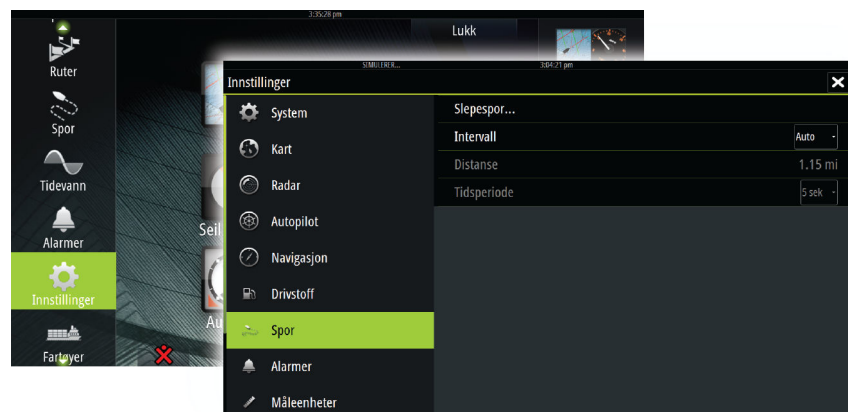 3:35:28 pm
Lukk
Ruter
Spor
Tidevann
Alarmer
Innstillinger
Fartøyer
Seil
Au
SIMULERER...
3:04:21 pm
Innstillinger
System
Kart
Radar
Autopilot
Navigasjon
Drivstoff
Spor
Alarmer
Måleenheter
Slepespor...
Intervall Auto
Distanse 1.15 mi
Tidsperiode 5 sek